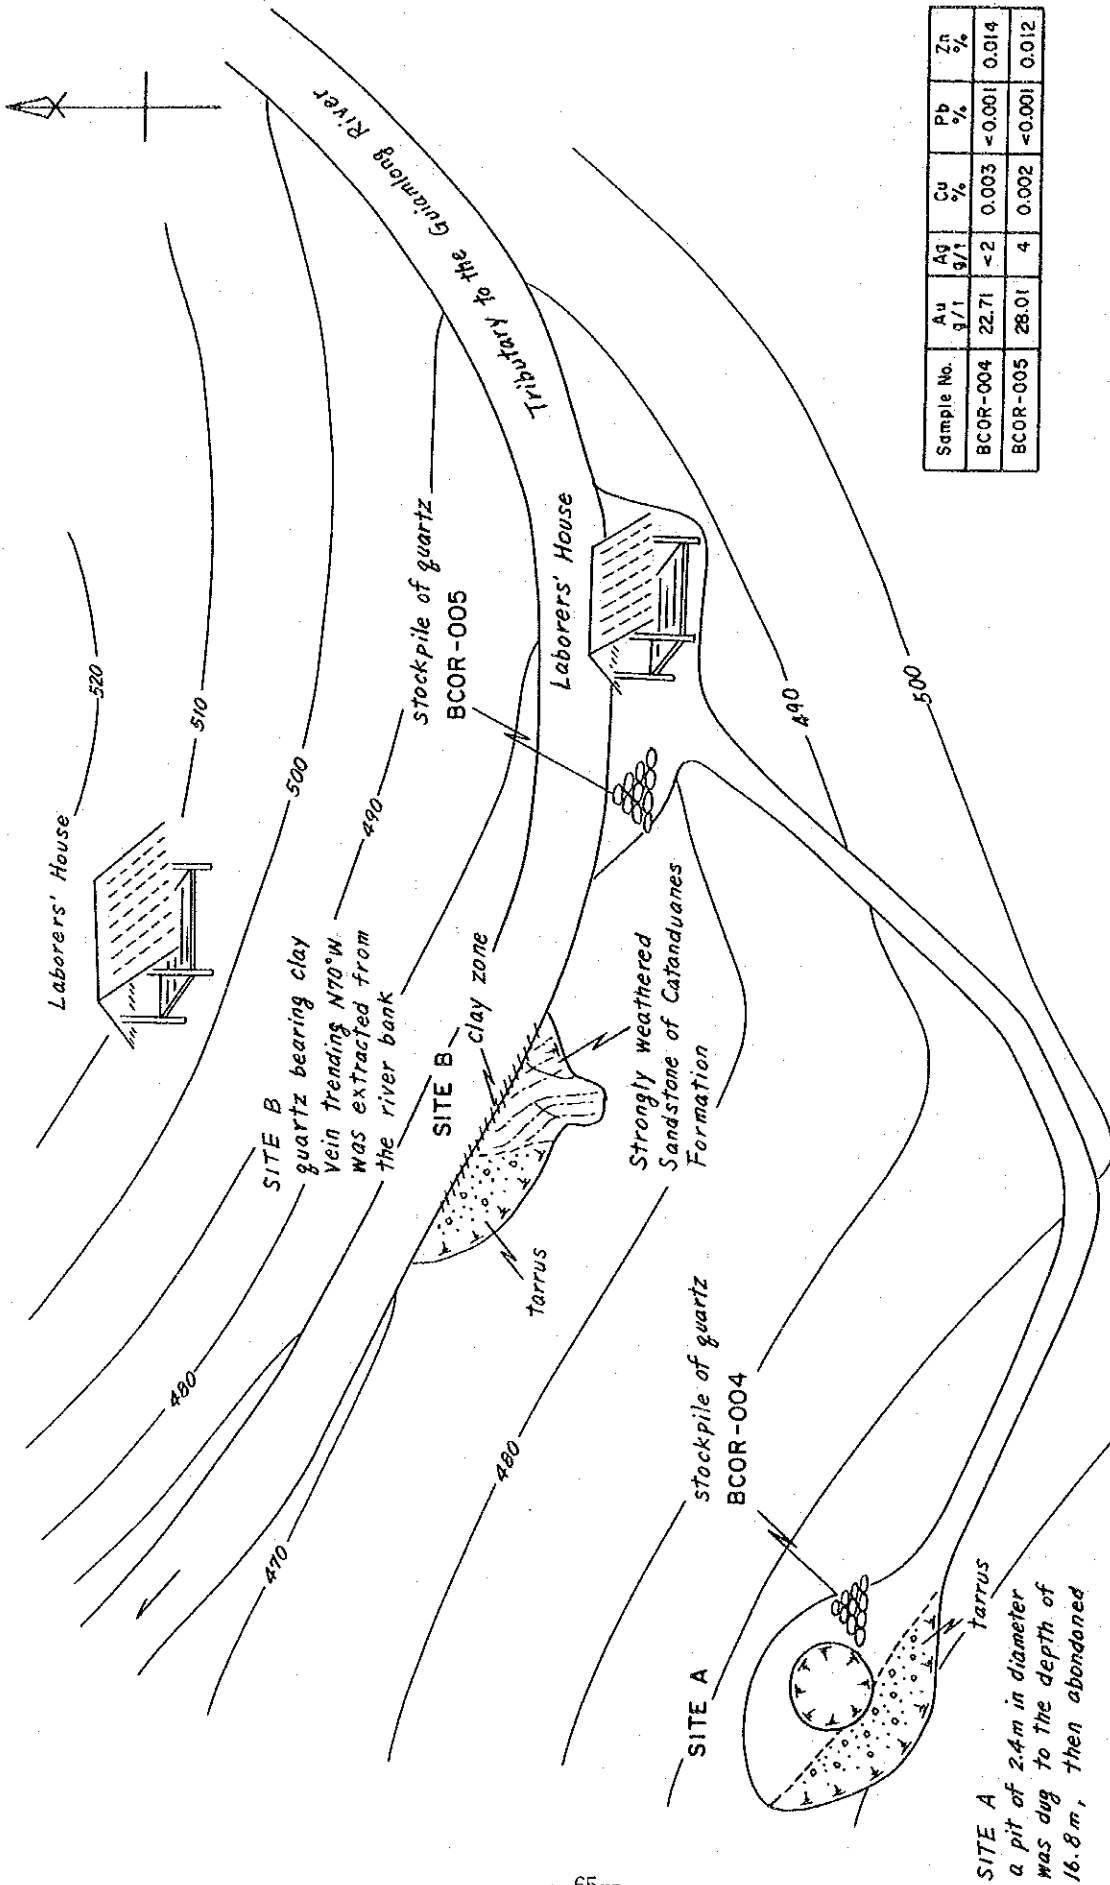 Laborers' House
520
510
500
490
SITE B
quartz bearing clay
vein trending N70°W
was extracted from
the river bank
480
470
SITE B
clay zone
tarrus
Strongly weathered
Sandstone of Catanduanes
Formation
stockpile of quartz
BCOR-005
Laborers' House
Tributary to the Guiamlong River
490
500
480
stockpile of quartz
BCOR-004
SITE A
tarrus
SITE A
a pit of 2.4m in diameter
was dug to the depth of
16.8m, then abondoned
Sample No. Au g/t Ag g/t Cu % Pb % Zn %
BCOR-004 22.71 <2 0.003 <0.001 0.014
BCOR-005 28.01 4 0.002 <0.001 0.012